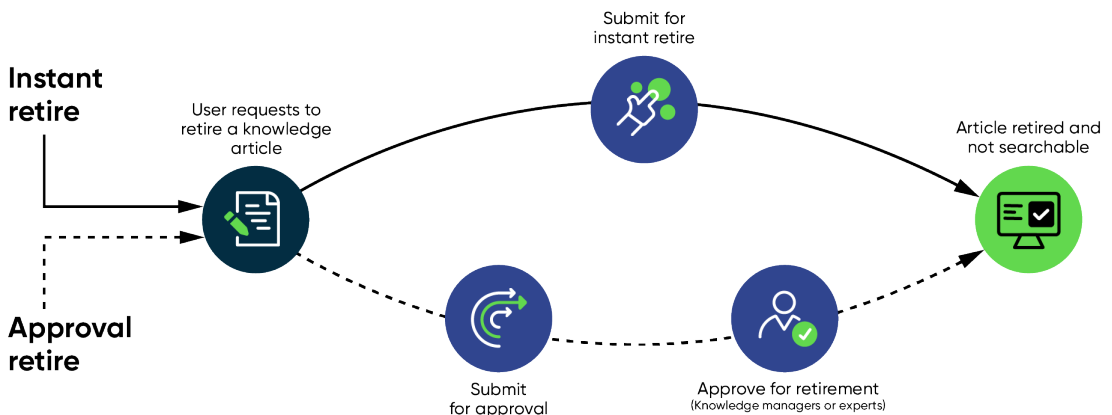 Submit for
instant retire
Instant
retire
User requests to
retire a knowledge
article
Article retired and
not searchable
Approval
retire
Submit
for approval
Approve for retirement
(Knowledge managers or experts)